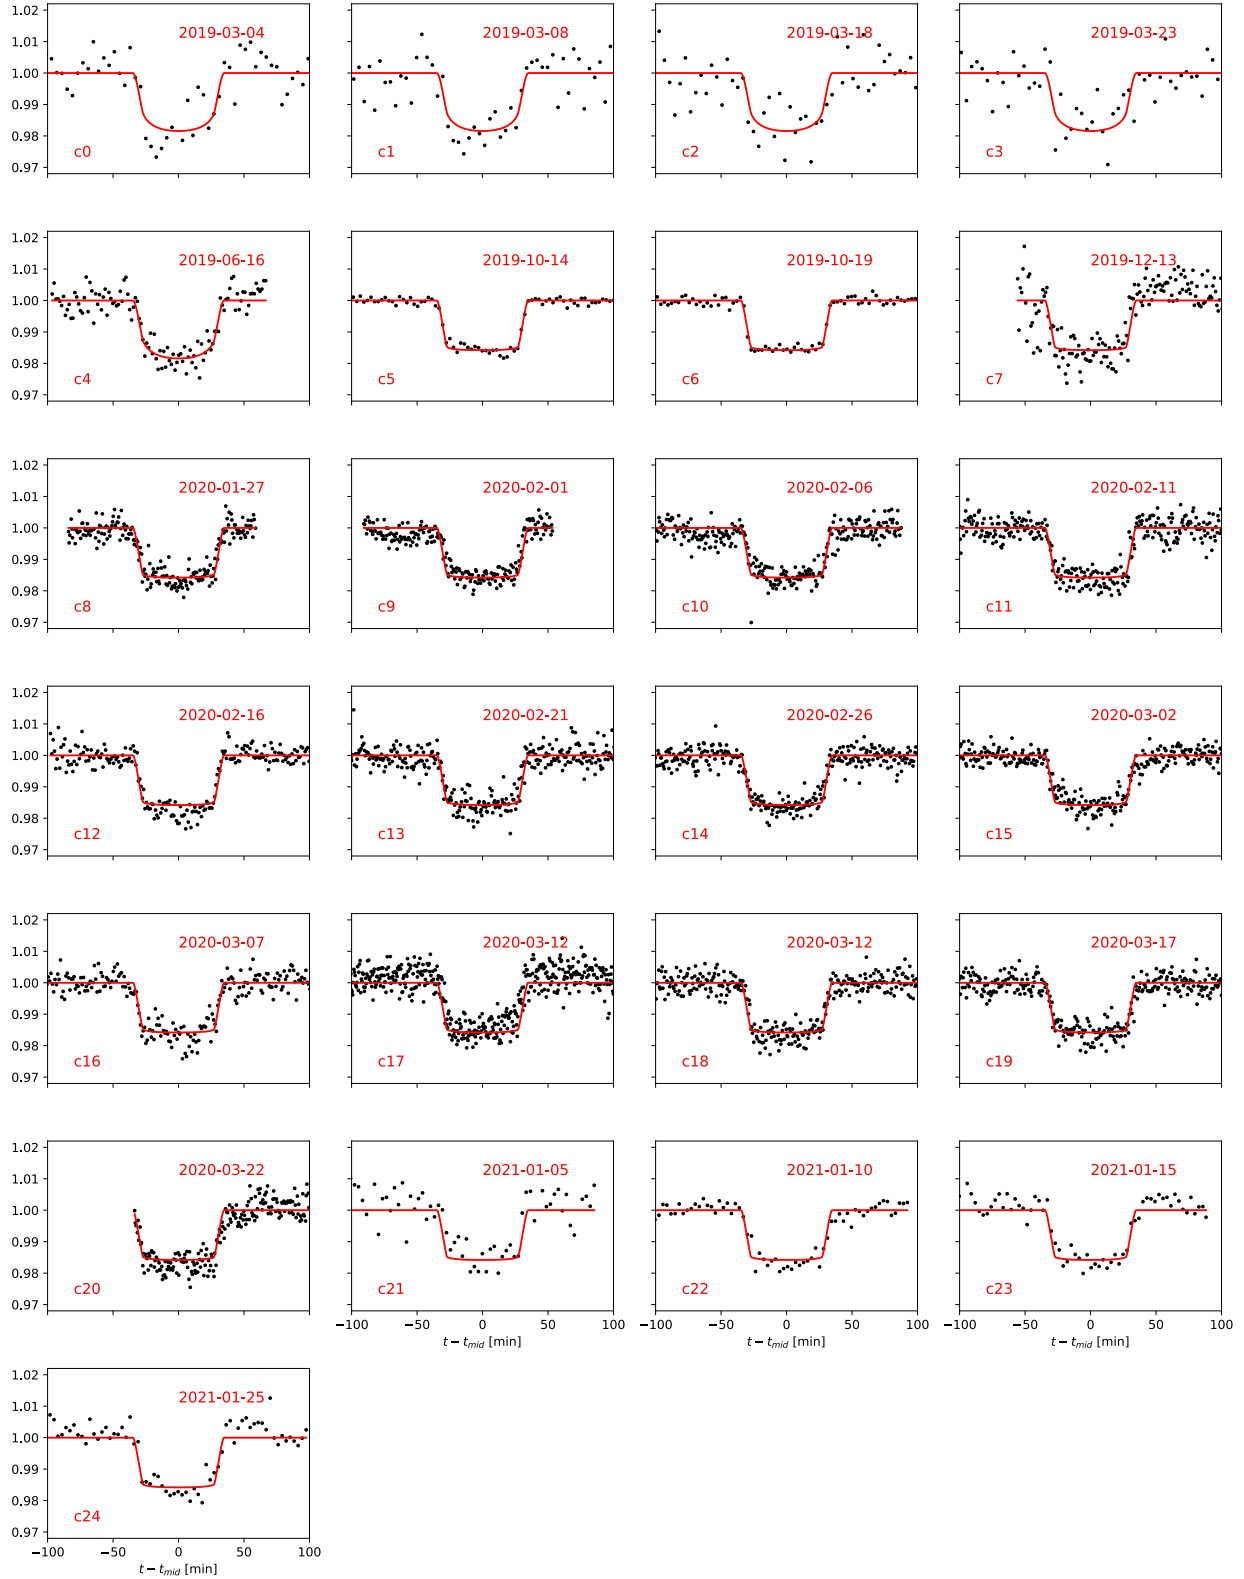 1.02
1.01
1.00
0.99
0.98
0.97
2019-03-04
c0
2019-03-08
c1
2019-03-18
c2
2019-03-23
c3
1.02
1.01
1.00
0.99
0.98
0.97
2019-06-16
c4
2019-10-14
c5
2019-10-19
c6
2019-12-13
c7
1.02
1.01
1.00
0.99
0.98
0.97
2020-01-27
c8
2020-02-01
c9
2020-02-06
c10
2020-02-11
c11
1.02
1.01
1.00
0.99
0.98
0.97
2020-02-16
c12
2020-02-21
c13
2020-02-26
c14
2020-03-02
c15
1.02
1.01
1.00
0.99
0.98
0.97
2020-03-07
c16
2020-03-12
c17
2020-03-12
c18
2020-03-17
c19
1.02
1.01
1.00
0.99
0.98
0.97
2020-03-22
c20
2021-01-05
c21
2021-01-10
c22
2021-01-15
c23
−100 −50 0 50 100
t − t_mid [min]
−100 −50 0 50 100
t − t_mid [min]
−100 −50 0 50 100
t − t_mid [min]
1.02
1.01
1.00
0.99
0.98
0.97
2021-01-25
c24
−100 −50 0 50 100
t − t_mid [min]